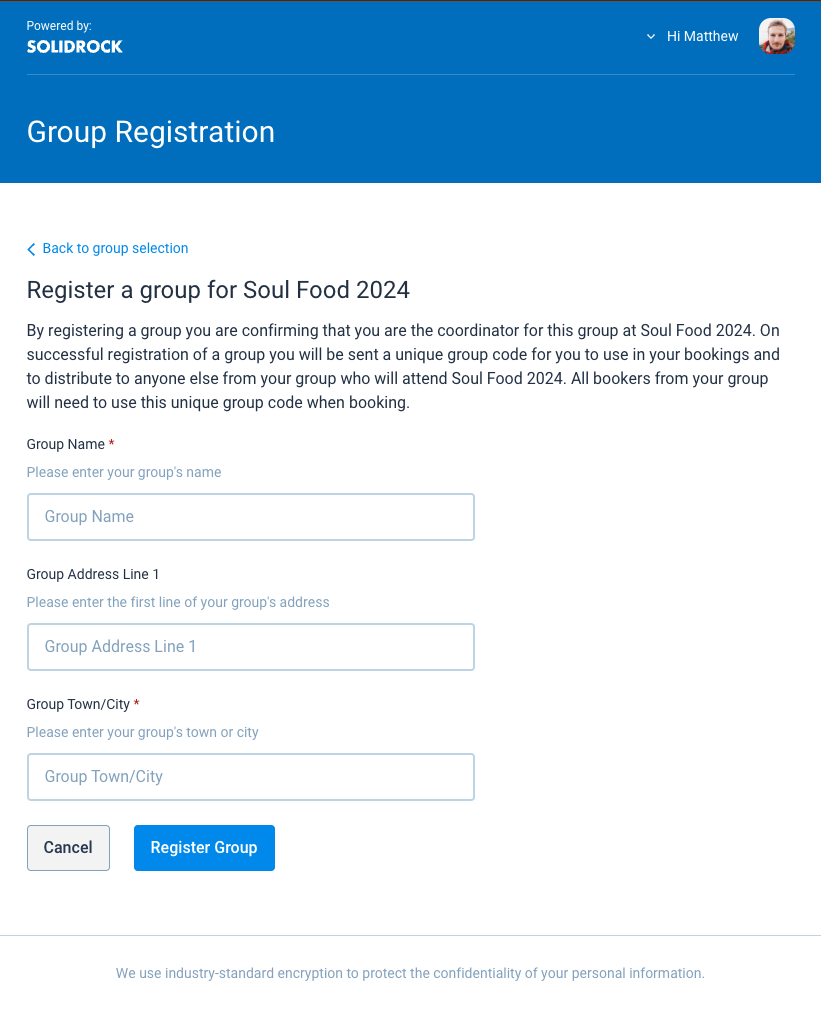 Powered by:
SOLIDROCK
Hi Matthew
Group Registration
Back to group selection
Register a group for Soul Food 2024
By registering a group you are confirming that you are the coordinator for this group at Soul Food 2024. On
successful registration of a group you will be sent a unique group code for you to use in your bookings and
to distribute to anyone else from your group who will attend Soul Food 2024. All bookers from your group
will need to use this unique group code when booking.
Group Name *
Please enter your group's name
Group Name
Group Address Line 1
Please enter the first line of your group's address
Group Address Line 1
Group Town/City *
Please enter your group's town or city
Group Town/City
Cancel
Register Group
We use industry-standard encryption to protect the confidentiality of your personal information.